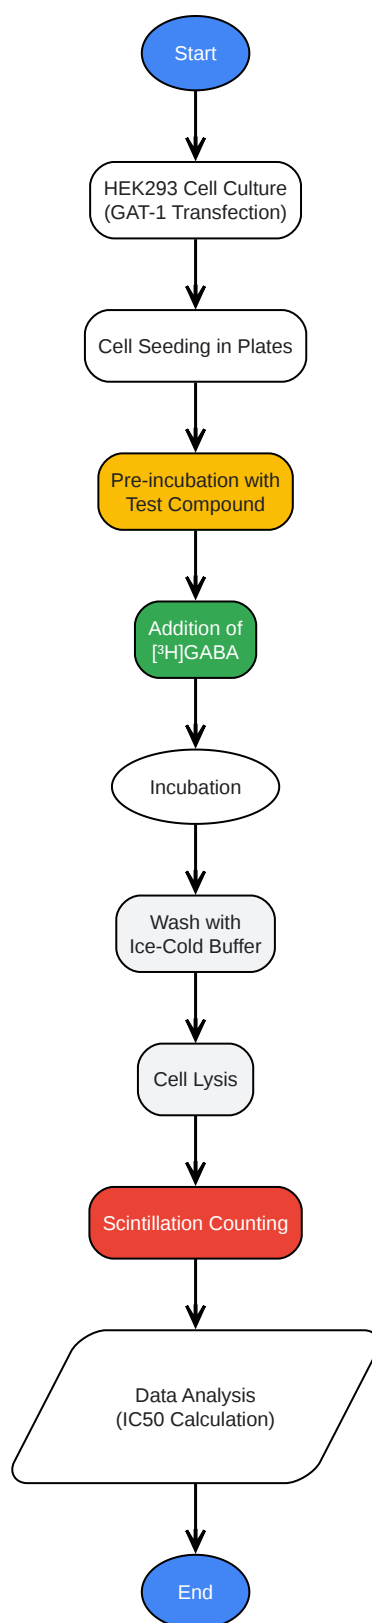 Start
HEK293 Cell Culture
(GAT-1 Transfection)
Cell Seeding in Plates
Pre-incubation with
Test Compound
Addition of
[³H]GABA
Incubation
Wash with
Ice-Cold Buffer
Cell Lysis
Scintillation Counting
Data Analysis
(IC50 Calculation)
End